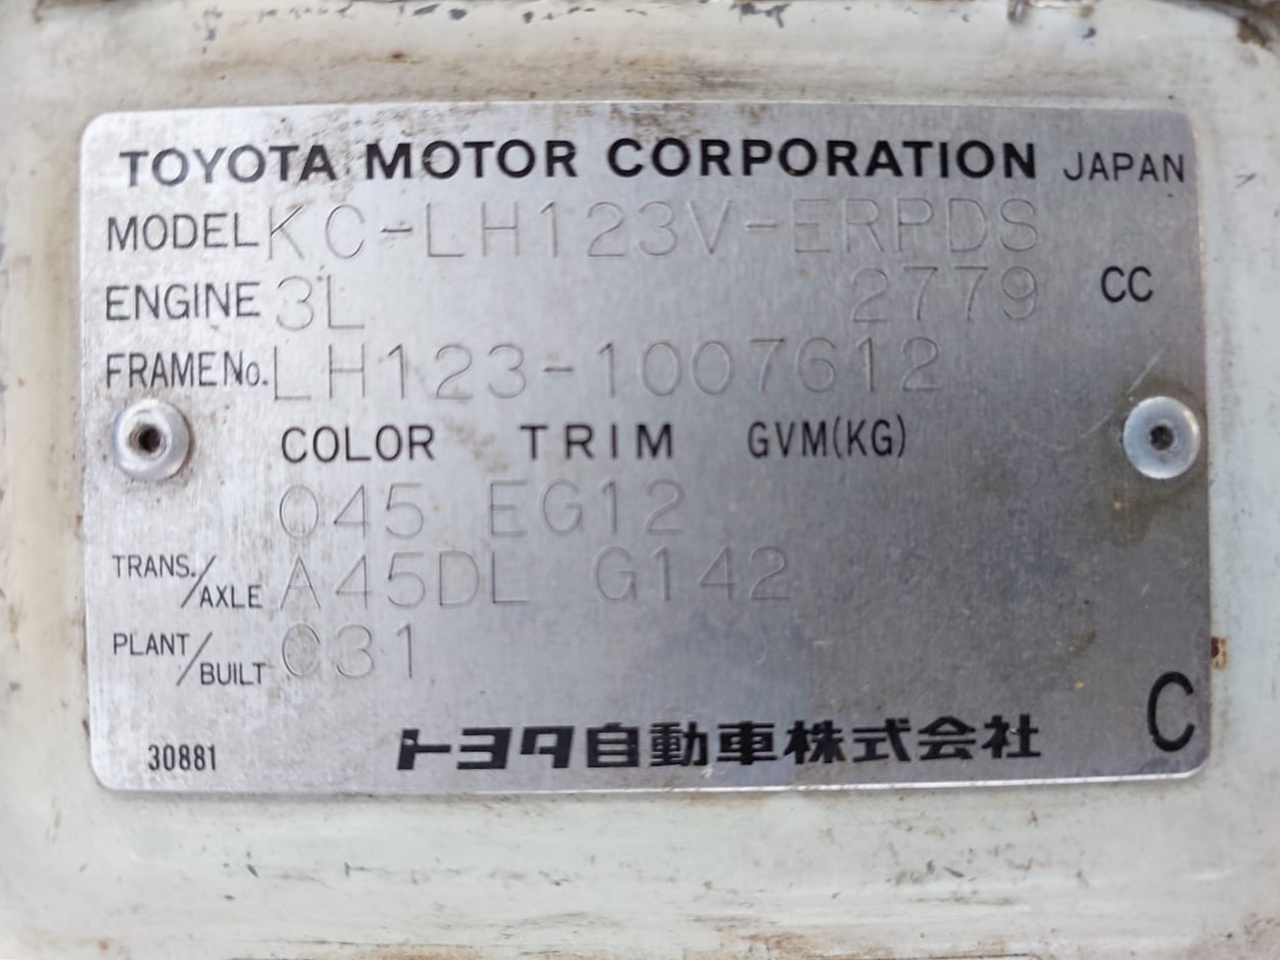 TOYOTA MOTOR CORPORATION JAPAN
MODEL KC-LH123V-ERPDS
ENGINE 3L 2779 CC
FRAME No. LH123-1007612
COLOR TRIM GVM(KG)
045 EG12
TRANS./AXLE A45DL G142
PLANT/BUILT C31
30881 トヨタ自動車株式会社 C